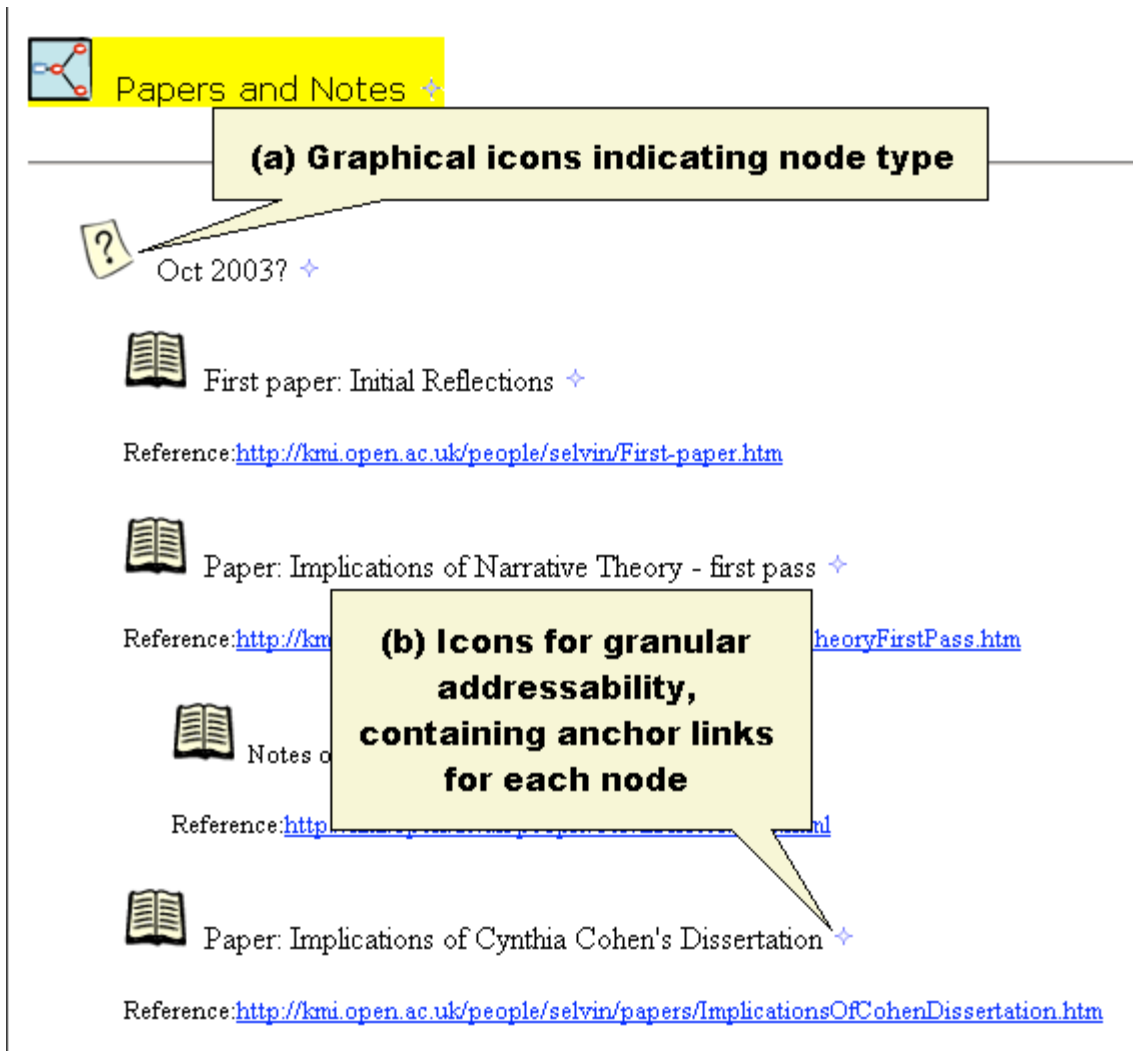 Papers and Notes
(a) Graphical icons indicating node type
?
Oct 2003?
First paper: Initial Reflections
Reference:http://kmi.open.ac.uk/people/selvin/First-paper.htm
Paper: Implications of Narrative Theory - first pass
Reference:http://km heoryFirstPass.htm
(b) Icons for granular
addressability,
containing anchor links
for each node
Notes o
Reference:http
Paper: Implications of Cynthia Cohen's Dissertation
Reference:http://kmi.open.ac.uk/people/selvin/papers/ImplicationsOfCohenDissertation.htm